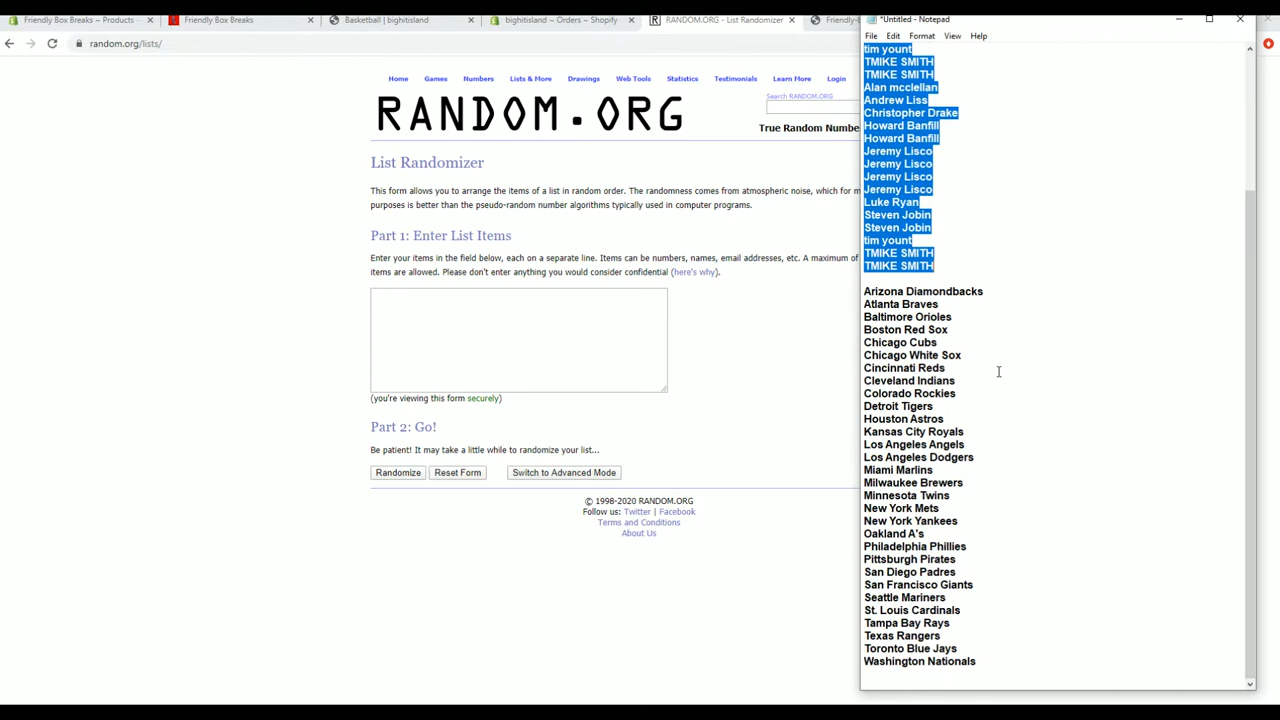 Friendly Box Breaks ~ Products
Friendly Box Breaks
Basketball | bighitisland
bighitisland ~ Orders ~ Shopify
RANDOM.ORG - List Randomizer
random.org/lists/
Home Games Numbers Lists & More Drawings Web Tools Statistics Testimonials Learn More Login
Search RANDOM.ORG
RANDOM.ORG
True Random Numbe
List Randomizer
This form allows you to arrange the items of a list in random order. The randomness comes from atmospheric noise, which for m
purposes is better than the pseudo-random number algorithms typically used in computer programs.
Part 1: Enter List Items
Enter your items in the field below, each on a separate line. Items can be numbers, names, email addresses, etc. A maximum of
items are allowed. Please don't enter anything you would consider confidential (here's why).
(you're viewing this form securely)
Part 2: Go!
Be patient! It may take a little while to randomize your list...
Randomize Reset Form Switch to Advanced Mode
© 1998-2020 RANDOM.ORG
Follow us: Twitter | Facebook
Terms and Conditions
About Us
*Untitled - Notepad
File Edit Format View Help
tim yount
TMIKE SMITH
TMIKE SMITH
Alan mcclellan
Andrew Liss
Christopher Drake
Howard Banfill
Howard Banfill
Jeremy Lisco
Jeremy Lisco
Jeremy Lisco
Jeremy Lisco
Luke Ryan
Steven Jobin
Steven Jobin
tim yount
TMIKE SMITH
TMIKE SMITH
Arizona Diamondbacks
Atlanta Braves
Baltimore Orioles
Boston Red Sox
Chicago Cubs
Chicago White Sox
Cincinnati Reds
Cleveland Indians
Colorado Rockies
Detroit Tigers
Houston Astros
Kansas City Royals
Los Angeles Angels
Los Angeles Dodgers
Miami Marlins
Milwaukee Brewers
Minnesota Twins
New York Mets
New York Yankees
Oakland A's
Philadelphia Phillies
Pittsburgh Pirates
San Diego Padres
San Francisco Giants
Seattle Mariners
St. Louis Cardinals
Tampa Bay Rays
Texas Rangers
Toronto Blue Jays
Washington Nationals